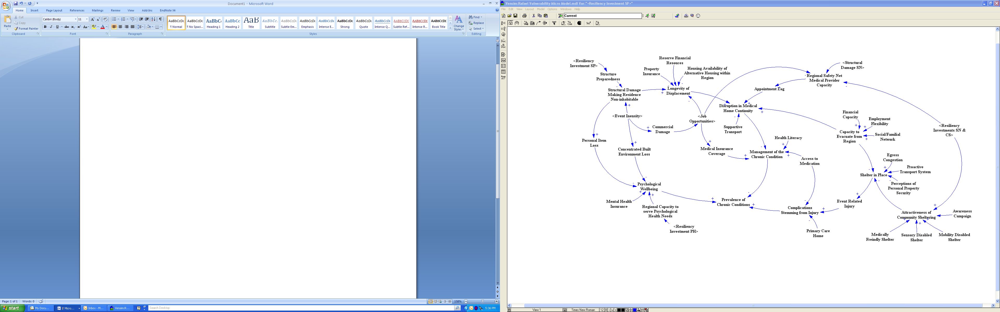 Document1 - Microsoft Word
Home Insert Page Layout References Mailings Review View Add-Ins EndNote X4
Paste
Cut
Copy
Format Painter
Clipboard
Calibri (Body) 11
Font
Paragraph
AaBbCcDc AaBbCcDc AaBbCc AaBbCc AaB AaBbCc. AaBbCcDc AaBbCcDc AaBbCcDc AaBbCcDc AaBbCcDc AaBbCcDc AaBbCcDc AaBbCcDc AaBbCcDc
¶ Normal ¶ No Spaci... Heading 1 Heading 2 Title Subtitle Subtle Em... Emphasis Intense E... Strong Quote Intense Q... Subtle Ref... Intense R... Book Title
Change
Styles
Styles
Find
Replace
Select
Editing
Page: 1 of 1 Words: 0
158%
start My Docu... 2 Micro... Inbox - M... Vensim:R... Search Desktop 5:36 PM
Vensim:Rafael Vulnerability Micro Model.mdl Var:"<Resiliency Investment SP>"
File Edit View Layout Model Options Windows Help
SET Current
Doc
Doc
Runs
<Resiliency
Investment SP>
Structure
Preparedness
Property
Insurance
Reserve Financial
Resouces
Housing Availability of
Alternative Housing within
Region
<Structural
Damage SN>
Regional Safety Net
Medical Provider
Capacity
Structural Damage
Making Residence
Non-inhabitable
Longevity of
Displacement
Appointment Lag
Disruption in Medical
Home Continuity
<Event Inensity>
<Job
Opportunities>
Commercial
Damage
Supportive
Transport
Financial
Capacity
Employment
Flexibility
Capacity to
Evacuate from
Region
Social/Familial
Network
<Resiliency
Investments SN &
CS>
Personal Item
Loss
Concentrated Built
Environment Loss
Medical Insurance
Coverage
Health Literacy
Management of the
Chronic Condition
Access to
Medication
Egress
Congestion
Proactive
Transport System
Shelter in Place
Perceptions of
Personal Property
Security
Psychological
Wellbeing
Mental Health
Insurance
Regional Capacity to
serve Psychological
Health Needs
<Resiliency
Investment PH>
Prevalence of
Chronic Conditions
Complications
Stemming from Injury
Event Related
Injury
Primary Care
Home
Attractiveness of
Community Sheltering
Awareness
Campaign
Medically
Freindly Shelter
Sensory Disabled
Shelter
Mobility Disabled
Shelter
View 1 Times New Roman 12 B i u s